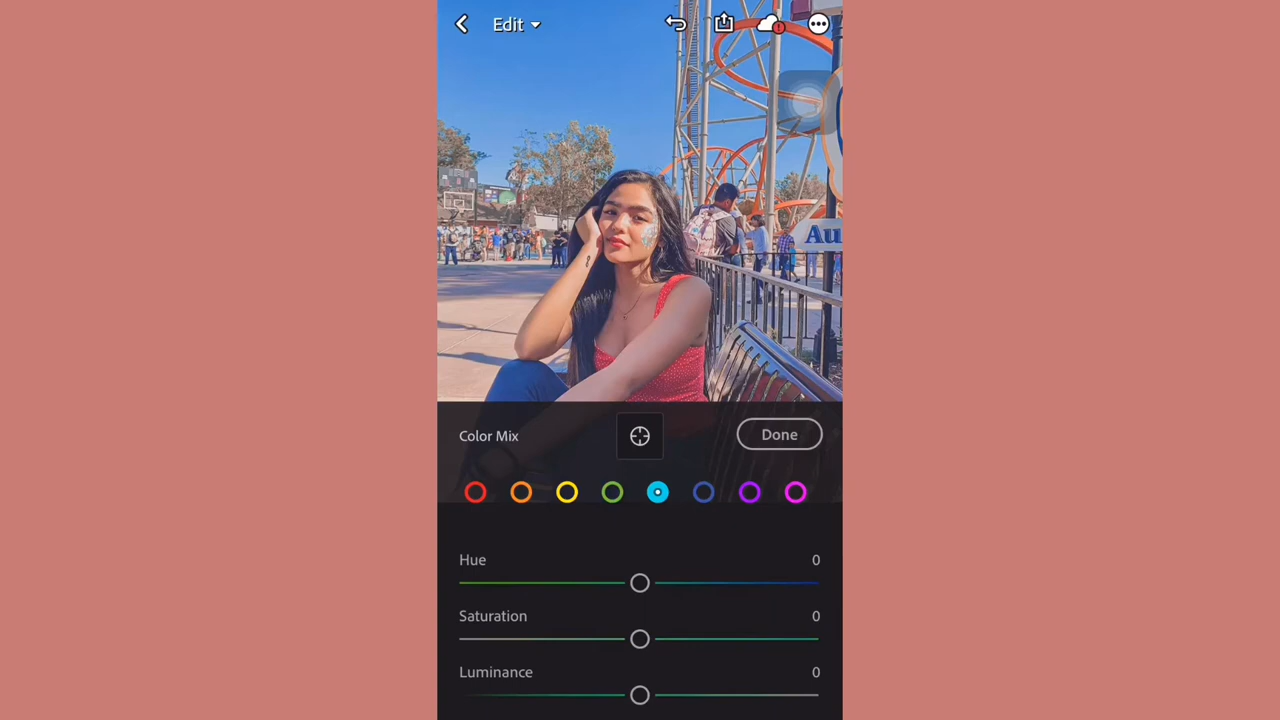 Edit
Au
Color Mix
Done
Hue 0
Saturation 0
Luminance 0